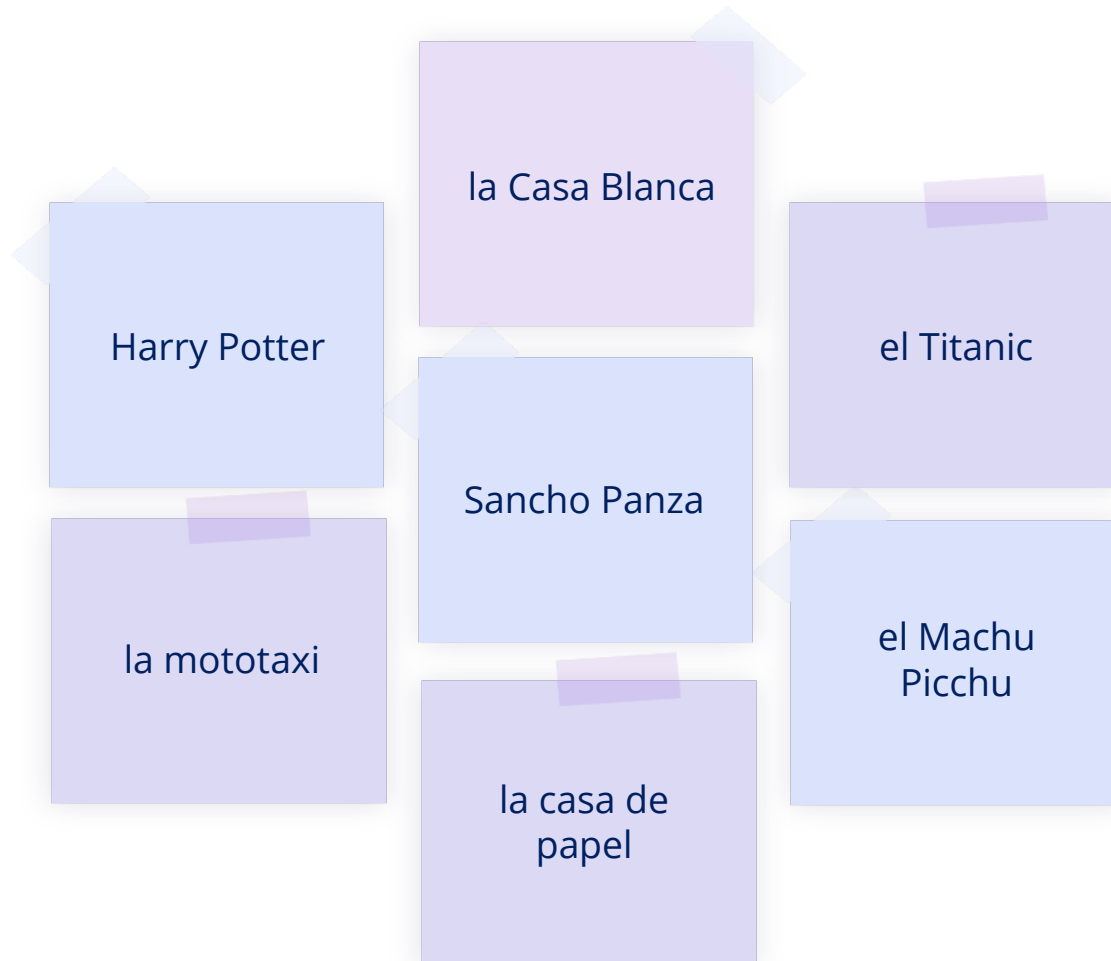 la Casa Blanca
Harry Potter
el Titanic
Sancho Panza
la mototaxi
el Machu
Picchu
la casa de
papel